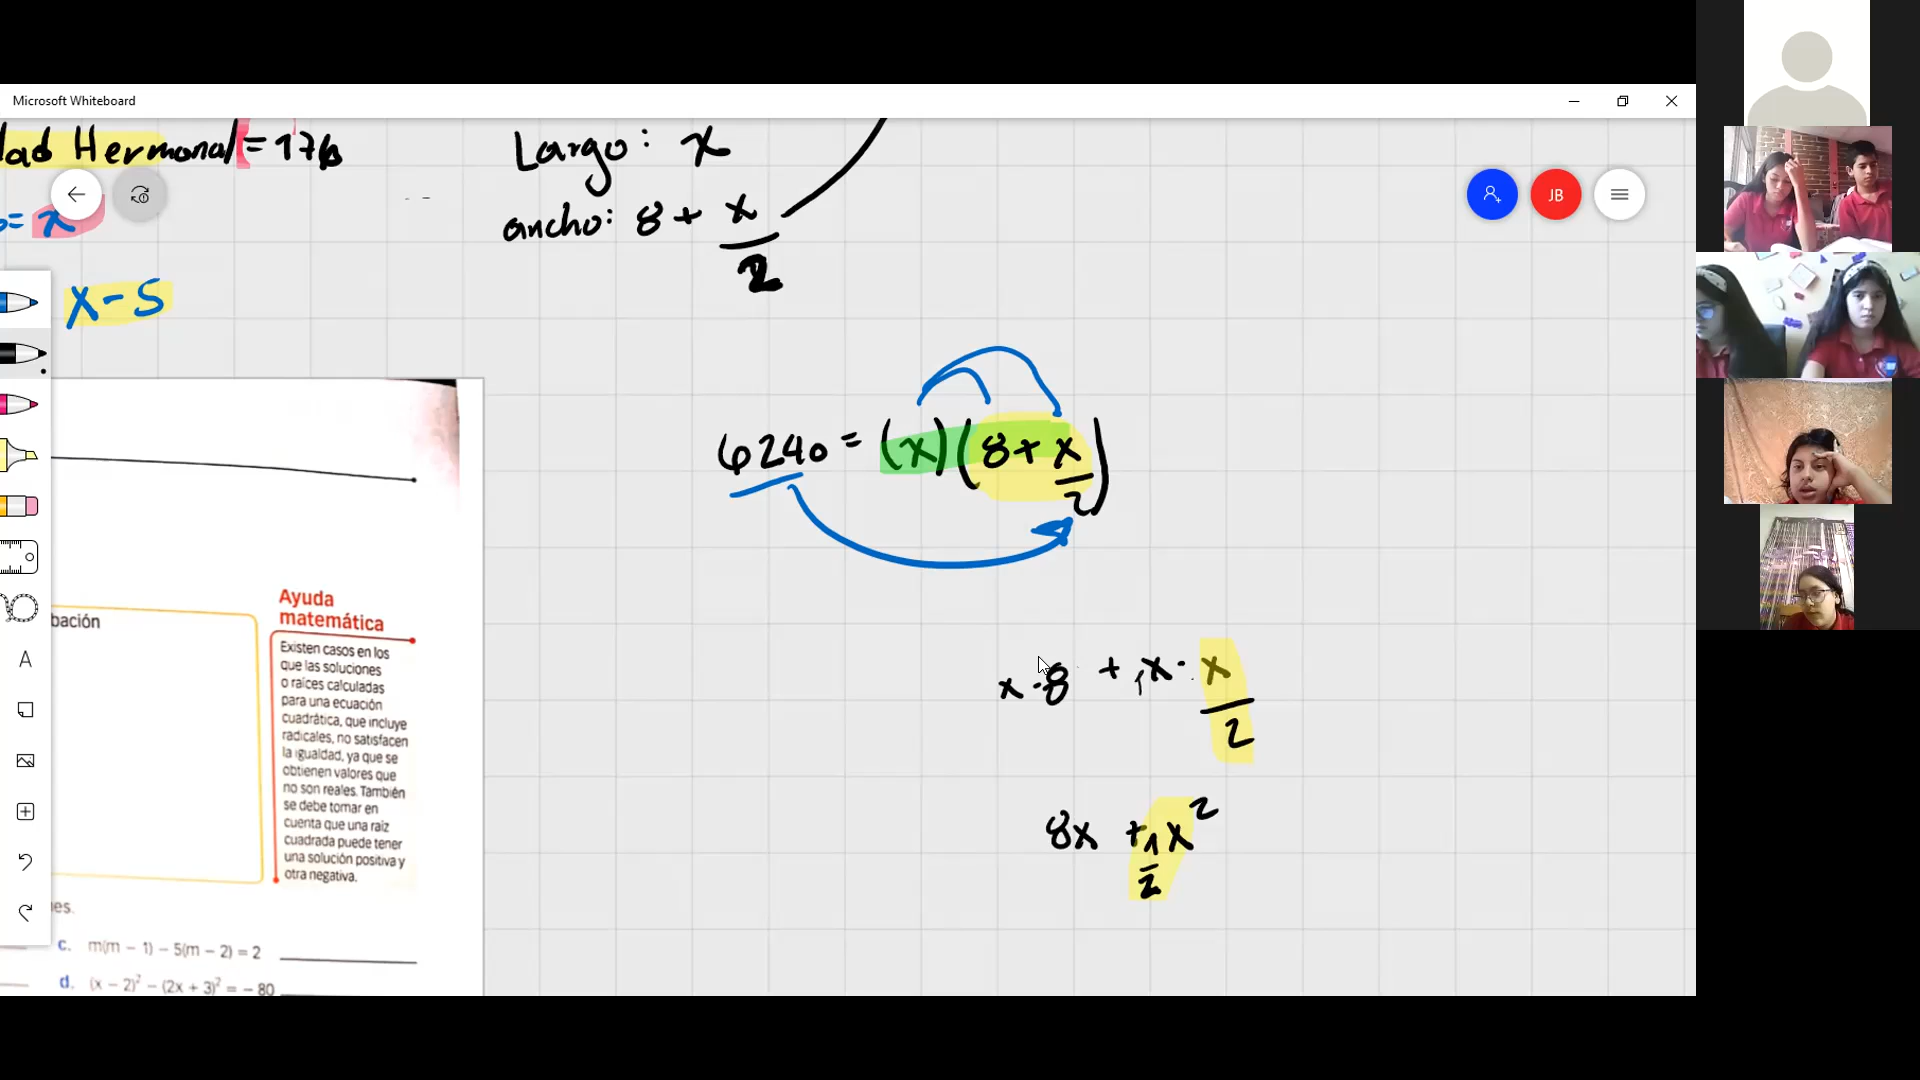 Microsoft Whiteboard
dad Hermona = 176
o= x
x - 5
Largo: x
ancho: 8 + x/2
JB
6240 = (x)(8+x/2)
x · 8 + 1x · x/2
8x + 1/2 x²
A
bación
Ayuda
matemática
Existen casos en los
que las soluciones
o raíces calculadas
para una ecuación
cuadrática, que incluye
radicales, no satisfacen
la igualdad, ya que se
obtienen valores que
no son reales. También
se debe tomar en
cuenta que una raíz
cuadrada puede tener
una solución positiva y
otra negativa.
nes.
c. m(m − 1) − 5(m − 2) = 2
d. (x − 2)² − (2x + 3)² = − 80